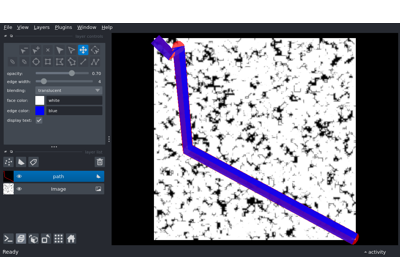 File View Layers Plugins Window Help
opacity: 0.70
edge width: 4
blending: translucent
face color: white
edge color: blue
display text:
path
Image
Ready
activity